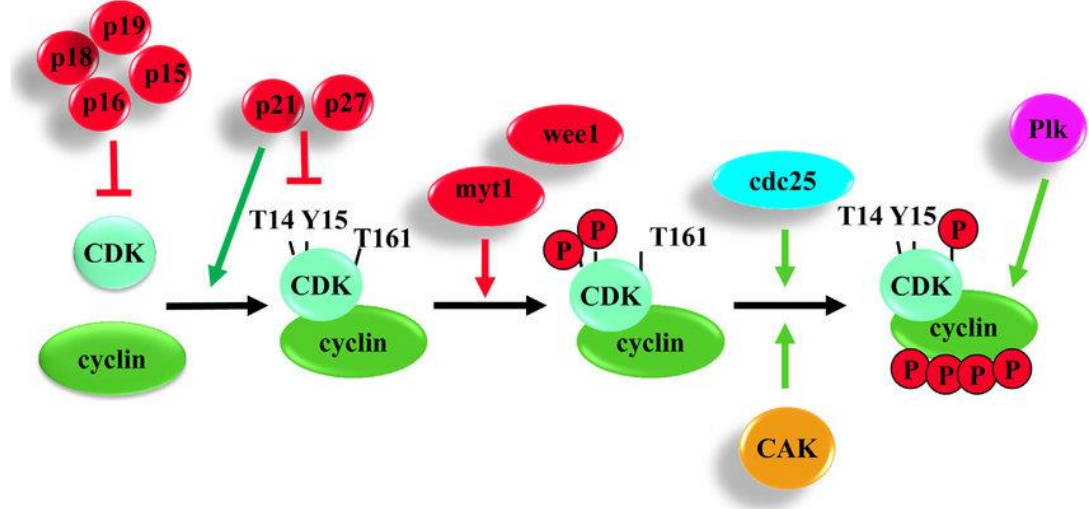 p19
p18
p15
p16
p21
p27
wee1
myt1
cdc25
Plk
CDK
cyclin
T14 Y15
T161
CDK
cyclin
P
P
T161
CDK
cyclin
CAK
T14 Y15
P
CDK
cyclin
P P P P